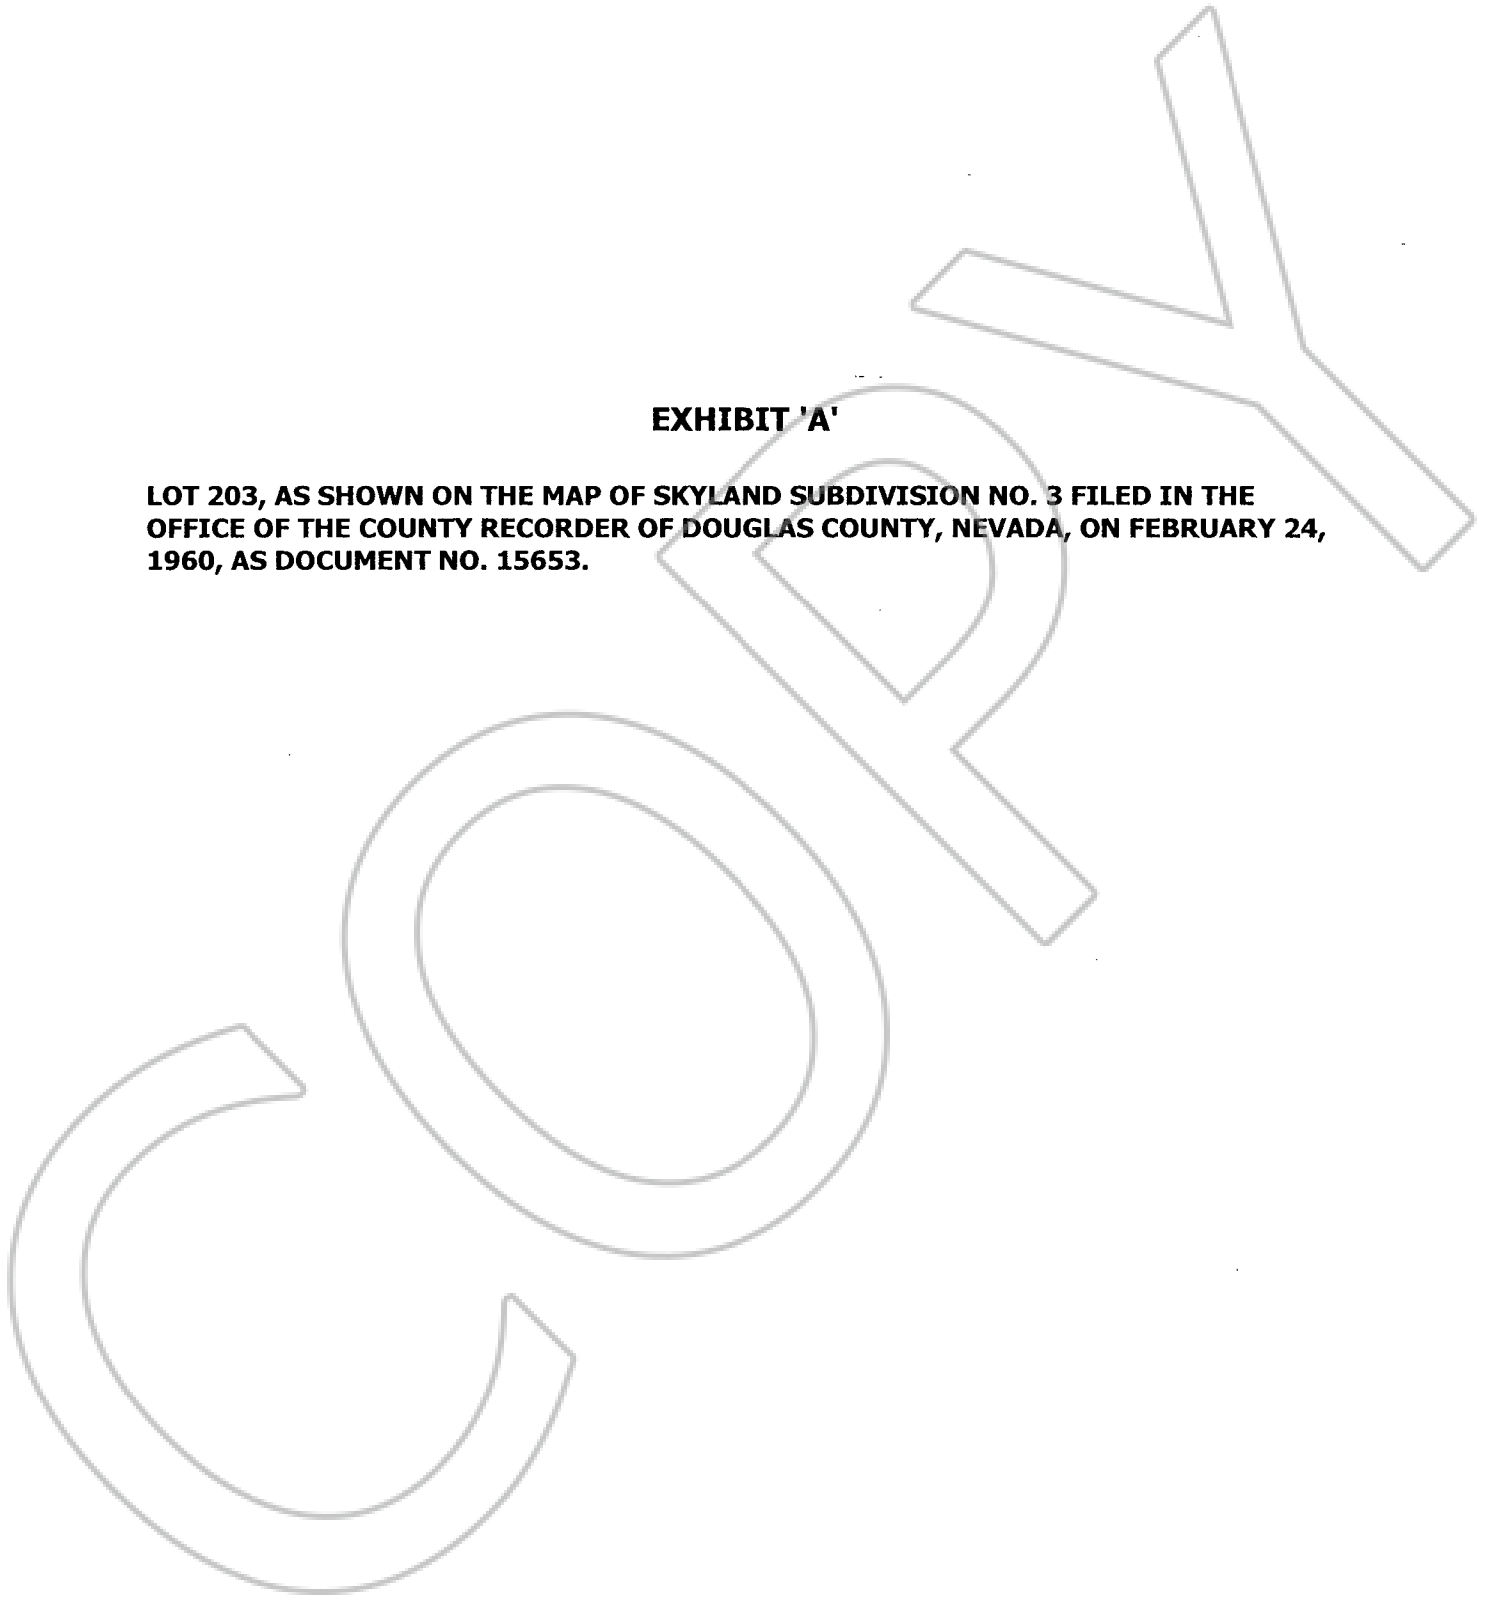 EXHIBIT 'A'
LOT 203, AS SHOWN ON THE MAP OF SKYLAND SUBDIVISION NO. 3 FILED IN THE
OFFICE OF THE COUNTY RECORDER OF DOUGLAS COUNTY, NEVADA, ON FEBRUARY 24,
1960, AS DOCUMENT NO. 15653.
COPY